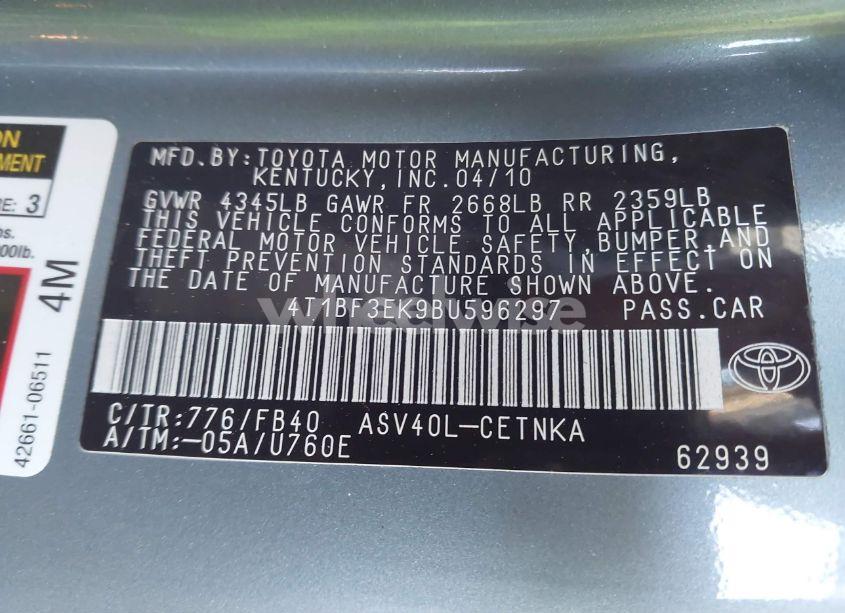 ON
MENT
RE: 3
bs.
00lb.
4M
42661-06511
MFD.BY:TOYOTA MOTOR MANUFACTURING,
KENTUCKY,INC.04/10
GVWR 4345LB GAWR FR 2668LB RR 2359LB
THIS VEHICLE CONFORMS TO ALL APPLICABLE
FEDERAL MOTOR VEHICLE SAFETY,BUMPER,AND
THEFT PREVENTION STANDARDS IN EFFECT ON
THE DATE OF MANUFACTURE SHOWN ABOVE.
4T1BF3EK9BU596297 PASS.CAR
C/TR:776/FB40 ASV40L-CETNKA
A/TM:-05A/U760E
62939